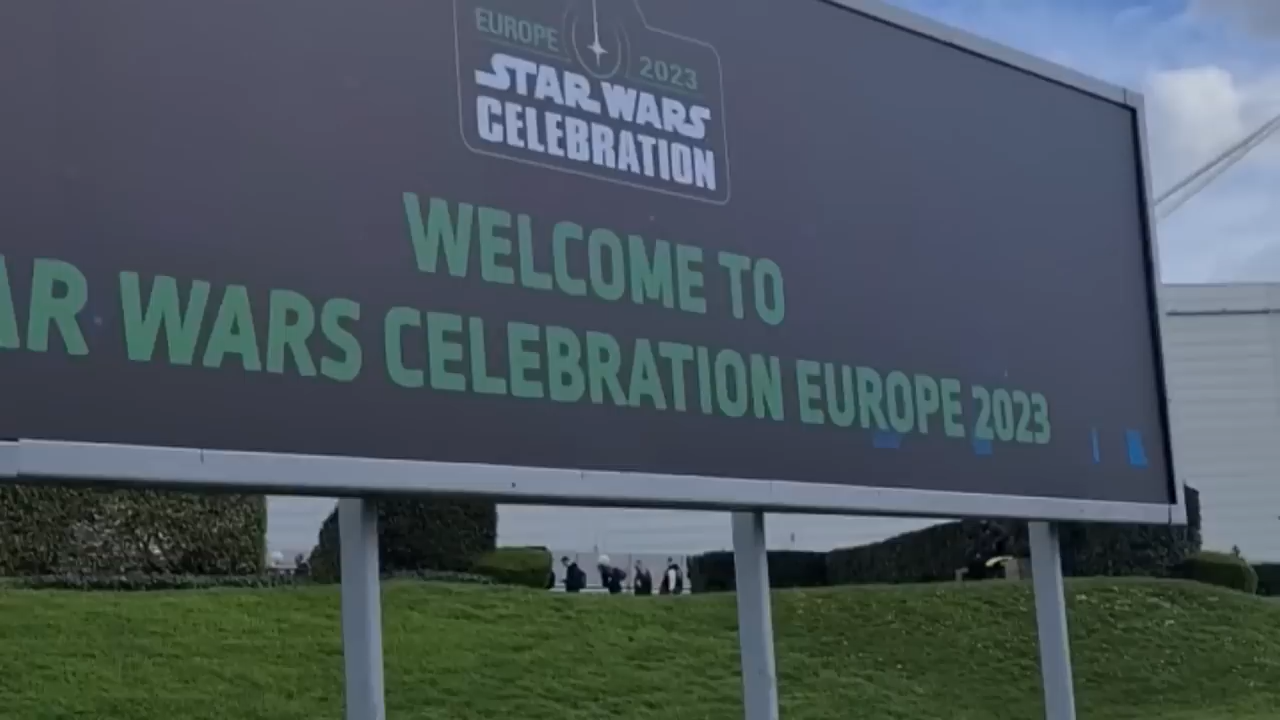 EUROPE 2023
STAR WARS
CELEBRATION
WELCOME TO
AR WARS CELEBRATION EUROPE 2023